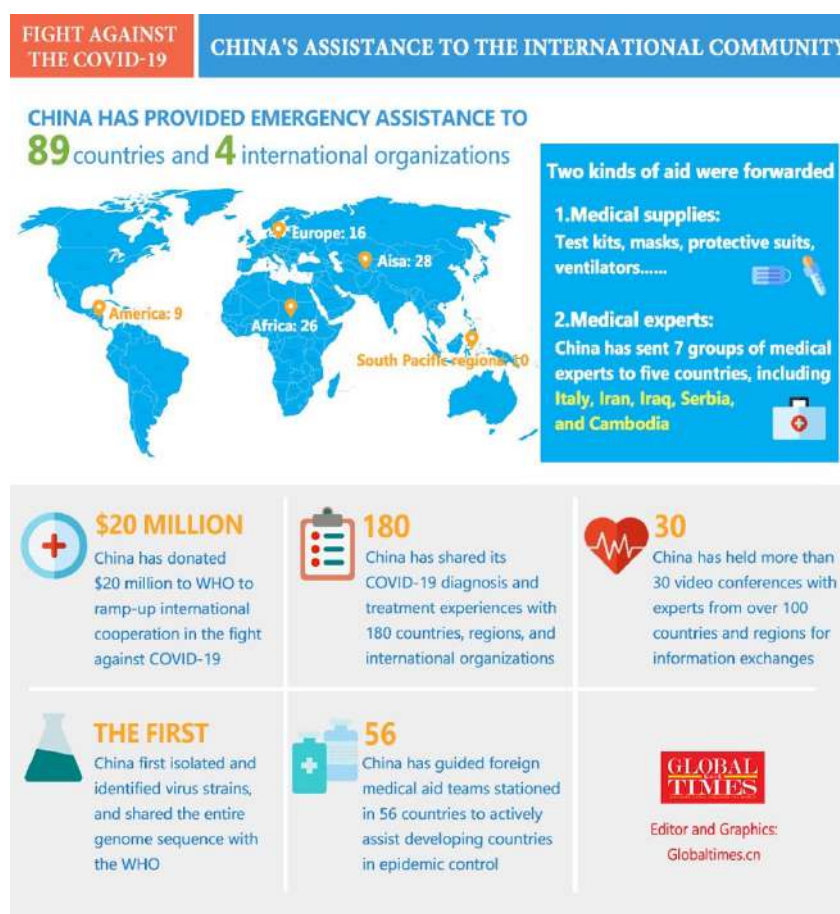 FIGHT AGAINST
THE COVID-19
CHINA'S ASSISTANCE TO THE INTERNATIONAL COMMUNITY
CHINA HAS PROVIDED EMERGENCY ASSISTANCE TO
89 countries and 4 international organizations
Europe: 16
Aisa: 28
America: 9
Africa: 26
South Pacific regions: 10
Two kinds of aid were forwarded
1.Medical supplies:
Test kits, masks, protective suits,
ventilators......
2.Medical experts:
China has sent 7 groups of medical
experts to five countries, including
Italy, Iran, Iraq, Serbia,
and Cambodia
$20 MILLION
China has donated
$20 million to WHO to
ramp-up international
cooperation in the fight
against COVID-19
180
China has shared its
COVID-19 diagnosis and
treatment experiences with
180 countries, regions, and
international organizations
30
China has held more than
30 video conferences with
experts from over 100
countries and regions for
information exchanges
THE FIRST
China first isolated and
identified virus strains,
and shared the entire
genome sequence with
the WHO
56
China has guided foreign
medical aid teams stationed
in 56 countries to actively
assist developing countries
in epidemic control
GLOBAL
TIMES
Editor and Graphics:
Globaltimes.cn